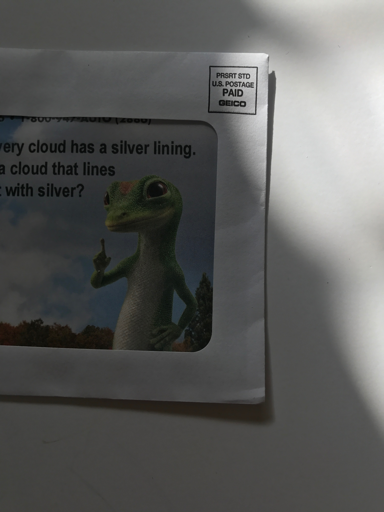 PRSRT STD
U.S. POSTAGE
PAID
GEICO
very cloud has a silver lining.
a cloud that lines
with silver?